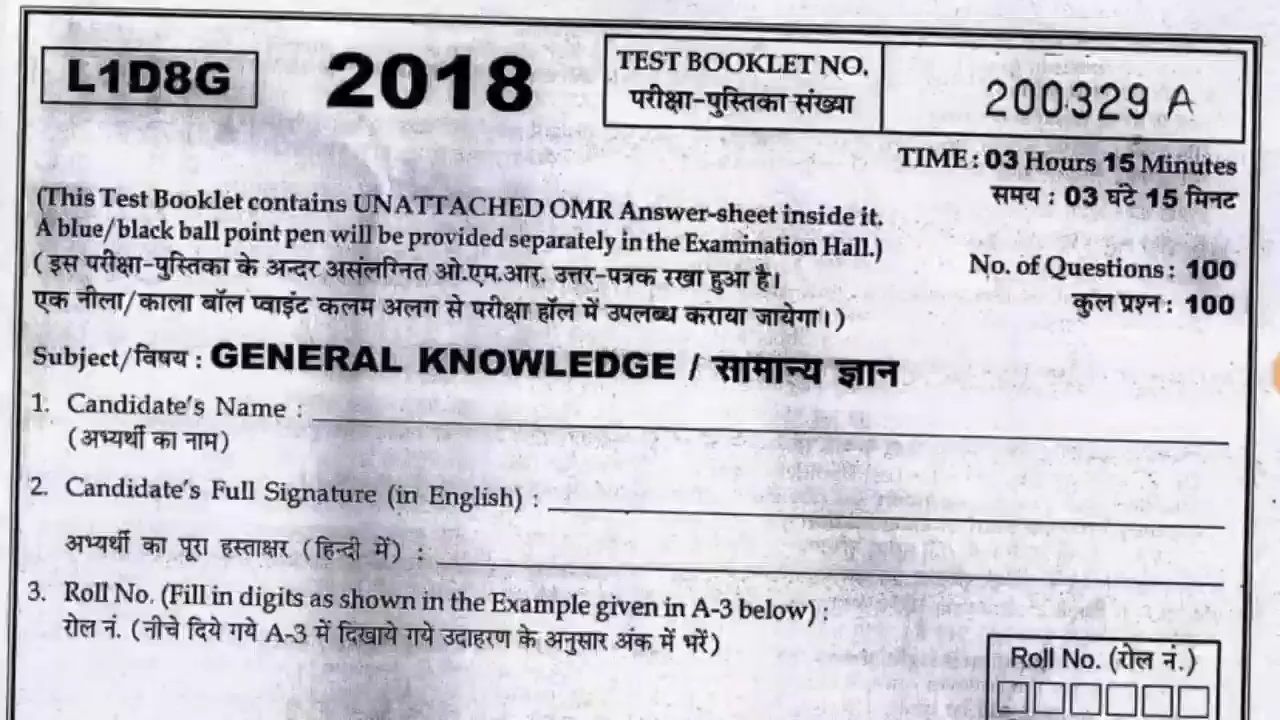 L1D8G
2018
TEST BOOKLET NO.
परीक्षा-पुस्तिका संख्या
200329 A
TIME : 03 Hours 15 Minutes
समय : 03 घंटे 15 मिनट
(This Test Booklet contains UNATTACHED OMR Answer-sheet inside it.
A blue/black ball point pen will be provided separately in the Examination Hall.)
( इस परीक्षा-पुस्तिका के अन्दर असंलग्नित ओ.एम.आर. उत्तर-पत्रक रखा हुआ है।
एक नीला/काला बॉल प्वाइंट कलम अलग से परीक्षा हॉल में उपलब्ध कराया जायेगा। )
No. of Questions : 100
कुल प्रश्न : 100
Subject/विषय : GENERAL KNOWLEDGE / सामान्य ज्ञान
1. Candidate's Name :
(अभ्यर्थी का नाम)
2. Candidate's Full Signature (in English) :
अभ्यर्थी का पूरा हस्ताक्षर (हिन्दी में) :
3. Roll No. (Fill in digits as shown in the Example given in A-3 below) :
रोल नं. (नीचे दिये गये A-3 में दिखाये गये उदाहरण के अनुसार अंक में भरें)
Roll No. (रोल नं.)